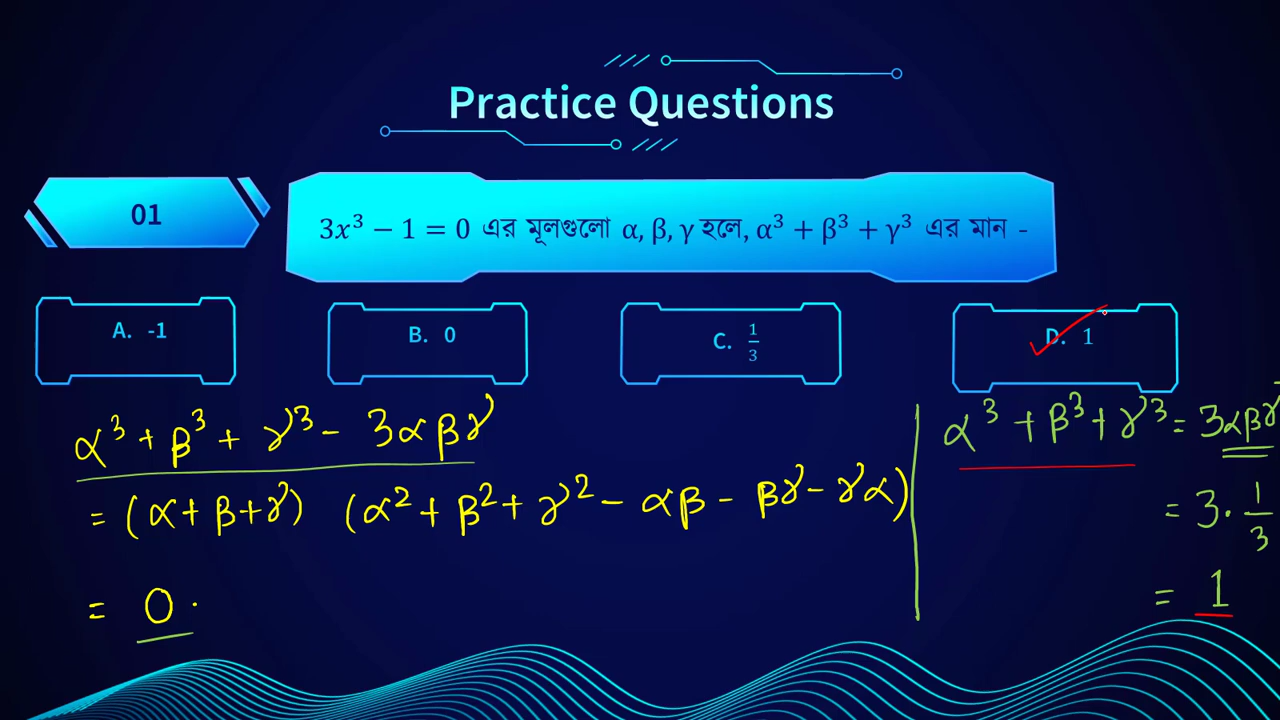 Practice Questions
01
3x³ − 1 = 0 এর মূলগুলো α, β, γ হলে, α³ + β³ + γ³ এর মান -
A. -1
B. 0
C. 1/3
D. 1
α³ + β³ + γ³ - 3αβγ
= (α + β + γ) (α² + β² + γ² - αβ - βγ - γα)
= 0.
α³ + β³ + γ³ = 3αβγ
= 3. 1/3
= 1